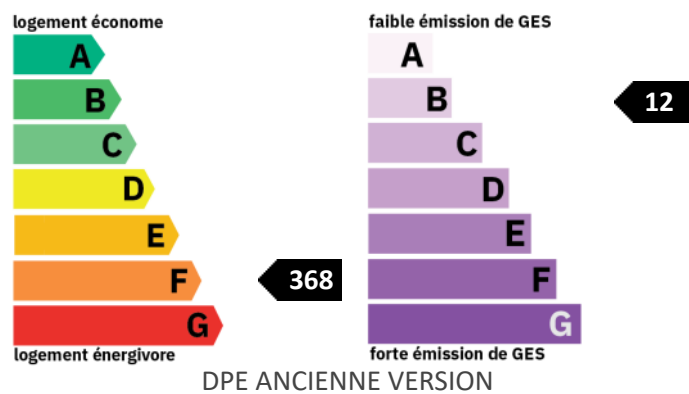 logement économe
A
B
C
D
E
F
G
368
logement énergivore
faible émission de GES
A
B
C
D
E
F
G
12
forte émission de GES
DPE ANCIENNE VERSION